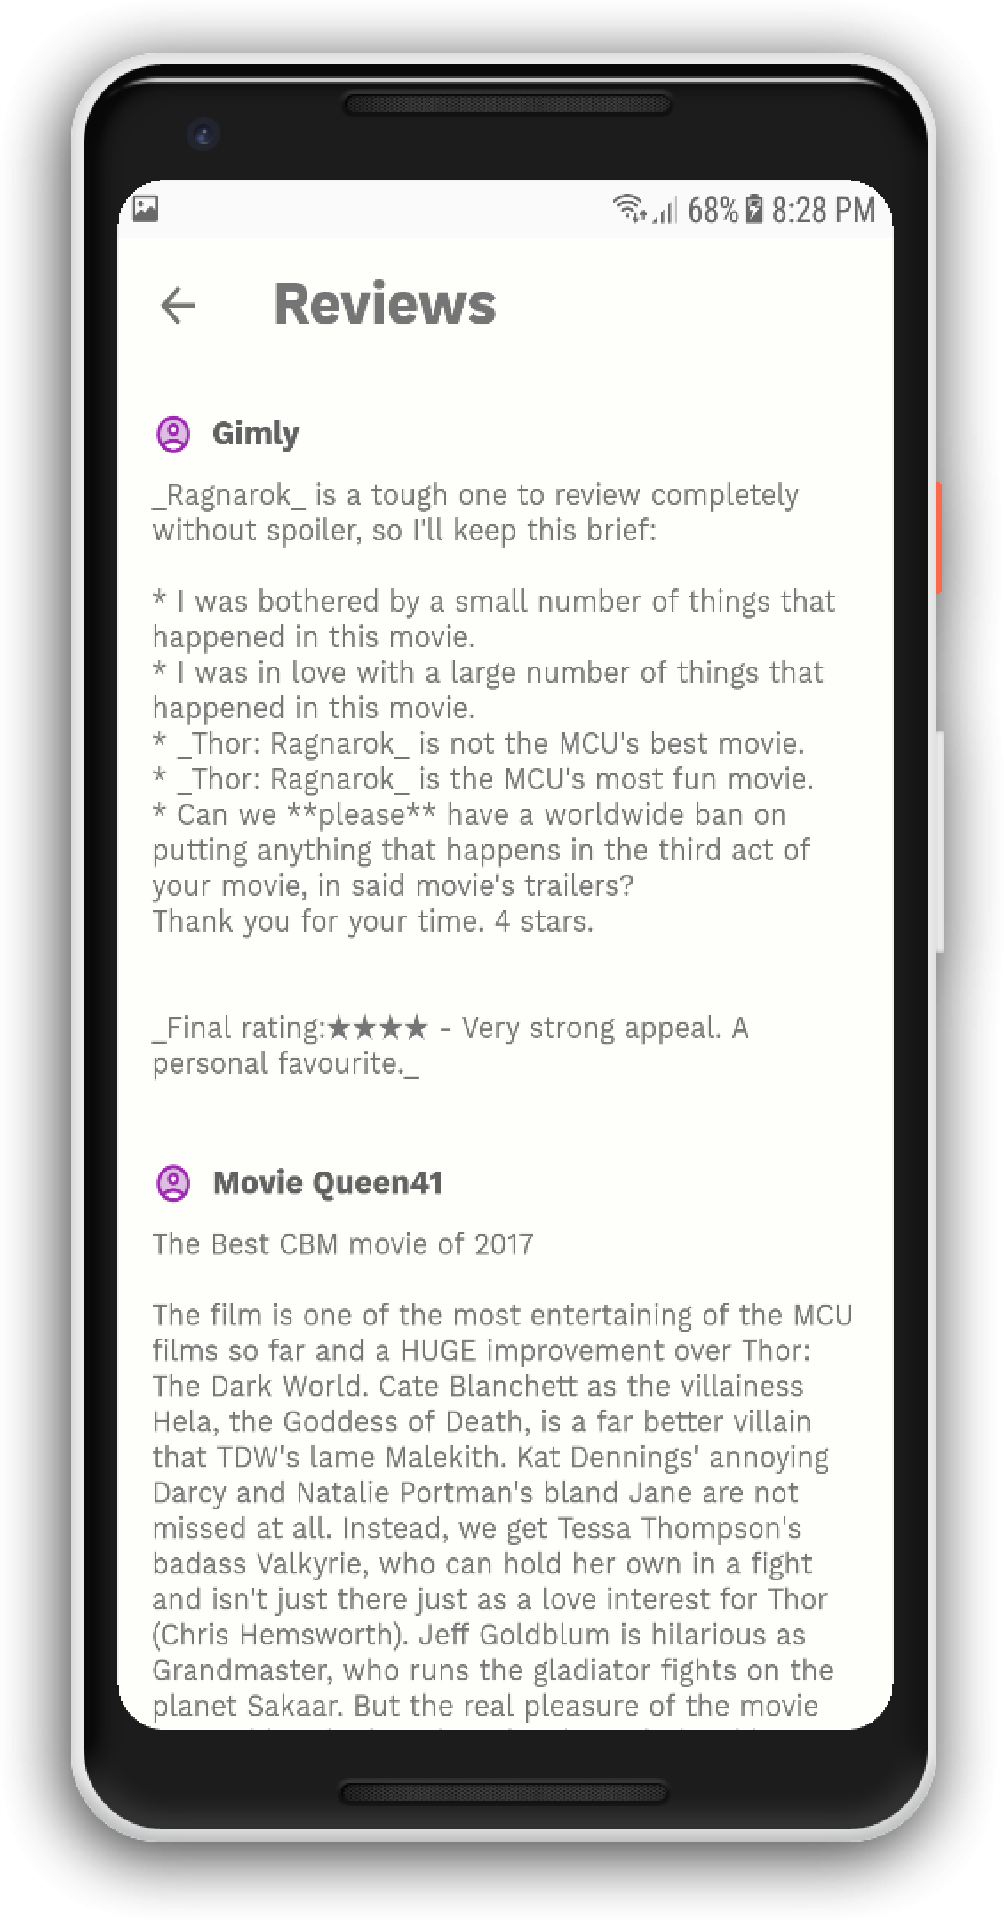 68% 8:28 PM
Reviews
Gimly
_Ragnarok_ is a tough one to review completely
without spoiler, so I'll keep this brief:
* I was bothered by a small number of things that
happened in this movie.
* I was in love with a large number of things that
happened in this movie.
* _Thor: Ragnarok_ is not the MCU's best movie.
* _Thor: Ragnarok_ is the MCU's most fun movie.
* Can we **please** have a worldwide ban on
putting anything that happens in the third act of
your movie, in said movie's trailers?
Thank you for your time. 4 stars.
_Final rating:★★★★ - Very strong appeal. A
personal favourite._
Movie Queen41
The Best CBM movie of 2017
The film is one of the most entertaining of the MCU
films so far and a HUGE improvement over Thor:
The Dark World. Cate Blanchett as the villainess
Hela, the Goddess of Death, is a far better villain
that TDW's lame Malekith. Kat Dennings' annoying
Darcy and Natalie Portman's bland Jane are not
missed at all. Instead, we get Tessa Thompson's
badass Valkyrie, who can hold her own in a fight
and isn't just there just as a love interest for Thor
(Chris Hemsworth). Jeff Goldblum is hilarious as
Grandmaster, who runs the gladiator fights on the
planet Sakaar. But the real pleasure of the movie